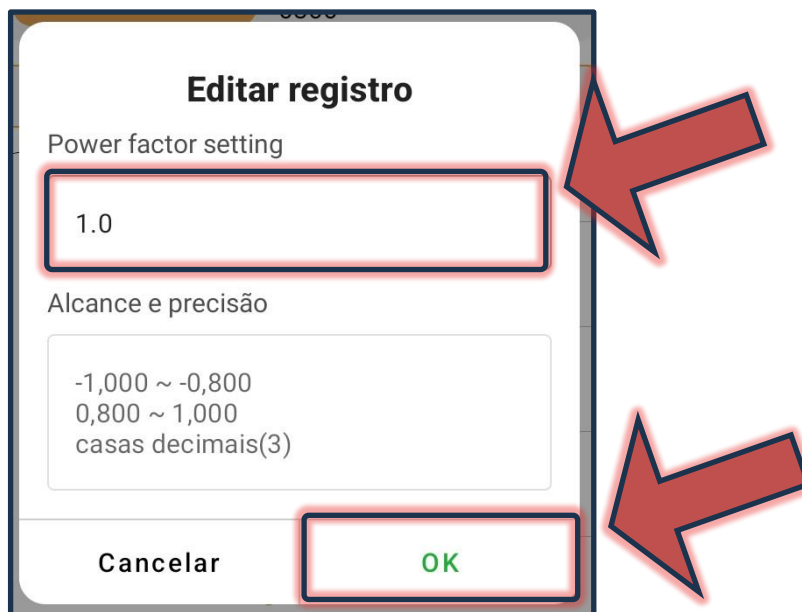 Editar registro
Power factor setting
1.0
Alcance e precisão
-1,000 ~ -0,800
0,800 ~ 1,000
casas decimais(3)
Cancelar
OK